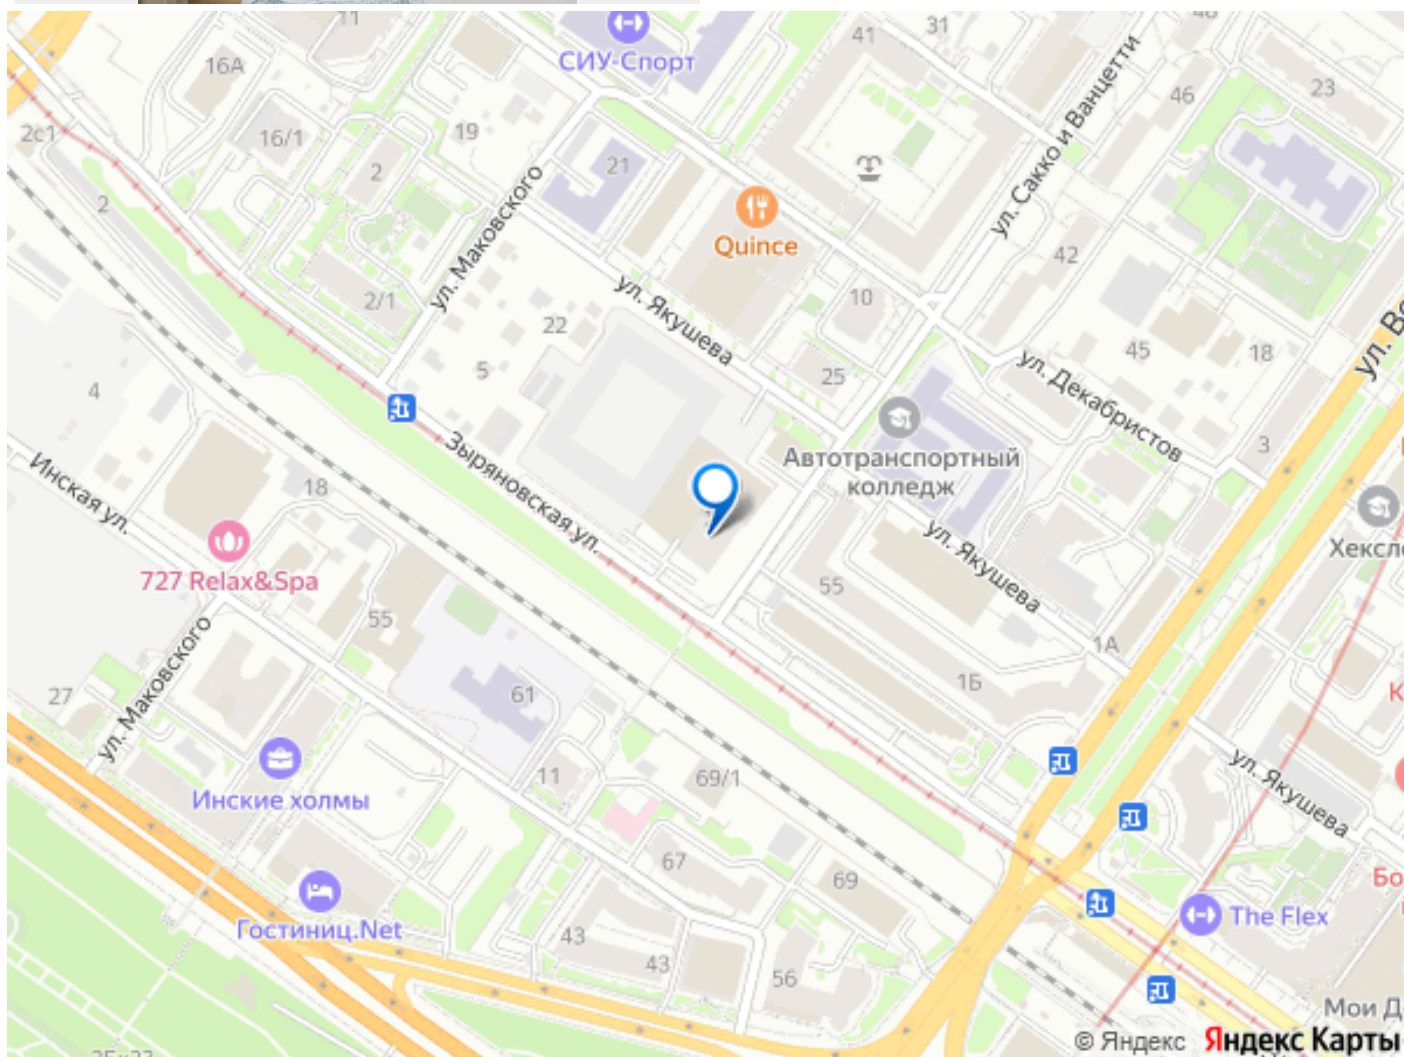 11
31
41
СИУ-Спорт
16А
23
46
2с1
16/1
19
ул. Сакко и Ванцетти
2
21
2
ул. Маковского
Quince
42
2/1
ул. Якушева
10
22
45
18
5
25
ул. Декабристов
4
Автотранспортный
колледж
3
Зыряновская ул.
Инская ул.
18
ул. Якушева
727 Relax&Spa
55
55
1А
61
1Б
27
ул. Маковского
11
69/1
ул. Якушева
Инские холмы
67
69
Гостиниц.Net
The Flex
43
43
56
© Яндекс Яндекс Карты